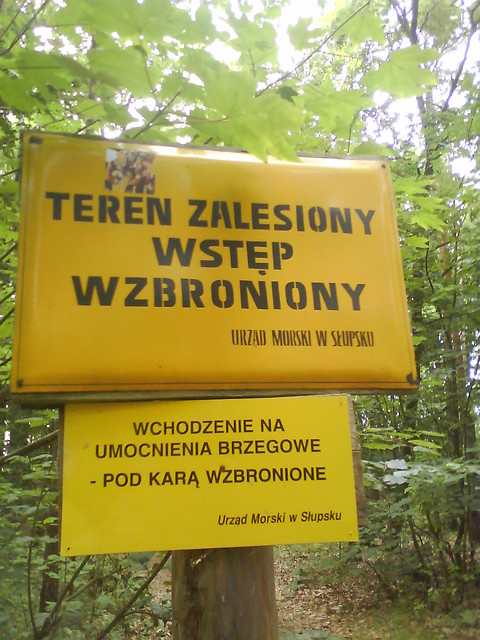 TEREN ZALESIONY
WSTĘP
WZBRONIONY
URZĄD MORSKI W SŁUPSKU
WCHODZENIE NA
UMOCNIENIA BRZEGOWE
- POD KARĄ WZBRONIONE
Urząd Morski w Słupsku